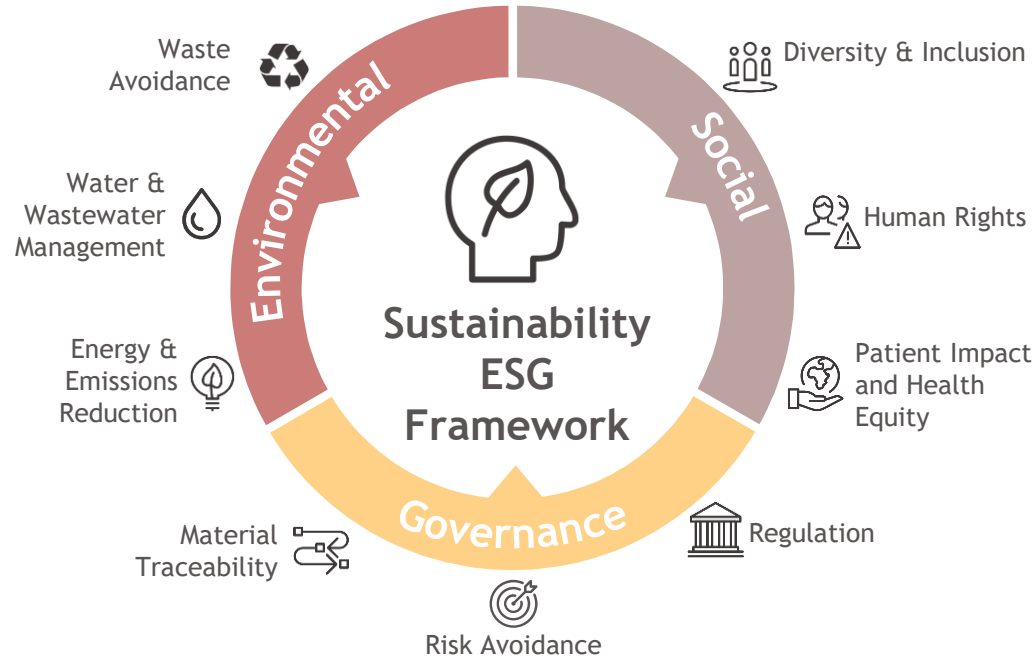 Waste
Avoidance
Diversity & Inclusion
Environmental
Social
Water &
Wastewater
Management
Human Rights
Sustainability
ESG
Framework
Energy &
Emissions
Reduction
Patient Impact
and Health
Equity
Governance
Material
Traceability
Regulation
Risk Avoidance